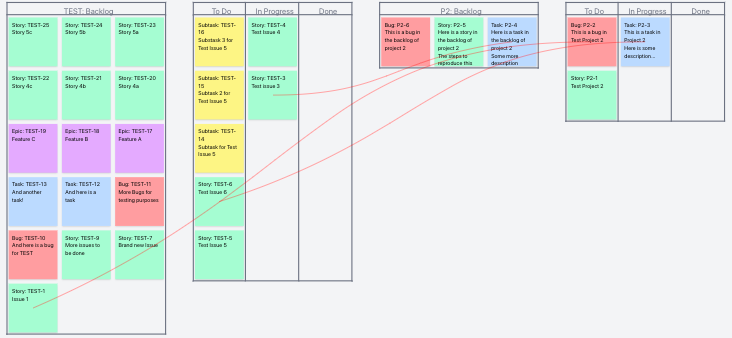 TEST: Backlog
Story: TEST-25
Story 5c
Story: TEST-24
Story 5b
Story: TEST-23
Story 5a
Story: TEST-22
Story 4c
Story: TEST-21
Story 4b
Story: TEST-20
Story 4a
Epic: TEST-19
Feature C
Epic: TEST-18
Feature B
Epic: TEST-17
Feature A
Task: TEST-13
And another
task!
Task: TEST-12
And here is a
task
Bug: TEST-11
More Bugs for
testing purposes
Bug: TEST-10
And here is a bug
for TEST
Story: TEST-9
More issues to
be done
Story: TEST-7
Brand new Issue
Story: TEST-1
Issue 1
To Do
In Progress
Done
Subtask: TEST-
16
Subtask 3 for
Test Issue 5
Story: TEST-4
Test Issue 4
Subtask: TEST-
15
Subtask 2 for
Test Issue 5
Story: TEST-3
Test issue 3
Subtask: TEST-
14
Subtask for Test
Issue 5
Story: TEST-6
Test Issue 6
Story: TEST-5
Test Issue 5
P2: Backlog
Bug: P2-6
This is a bug in
the backlog of
project 2
Story: P2-5
Here is a story in
the backlog of
project 2
The steps to
reproduce this
Task: P2-4
Here is a task in
the backlog of
project 2
Some more
description
To Do
In Progress
Done
Bug: P2-2
This is a bug in
Test Project 2
Task: P2-3
This is a task in
Project 2
Here is some
description...
Story: P2-1
Test Project 2